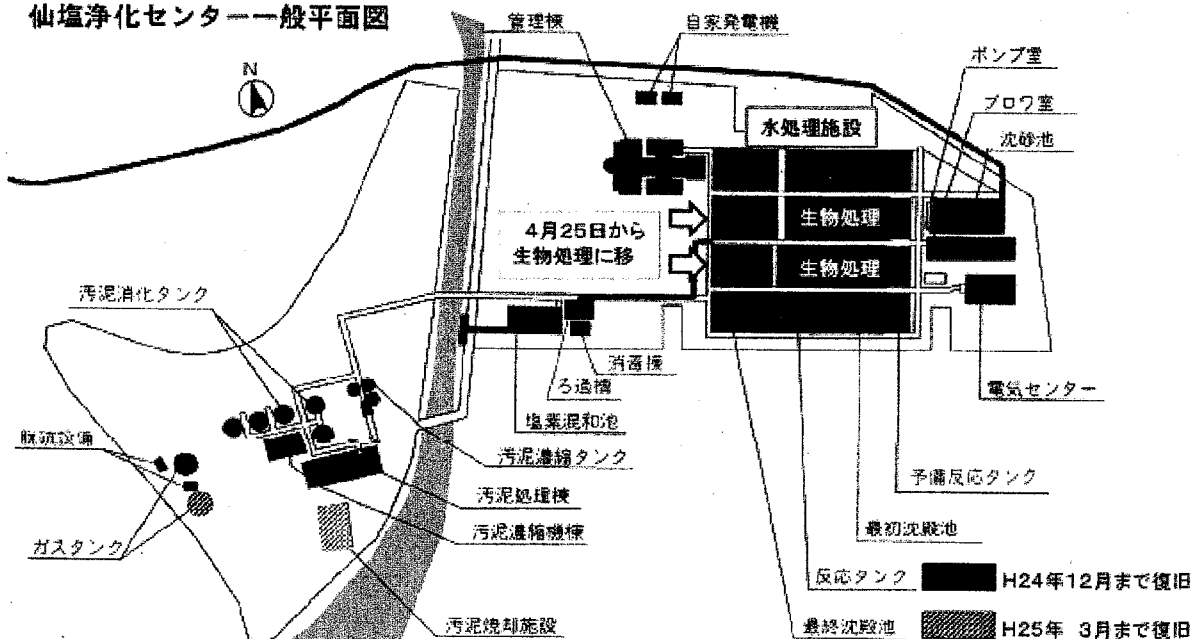 仙塩浄化センター一般平面図
N
管理棟
自家発電機
ポンプ室
ブロワ室
沈砂池
水処理施設
4月25日から
生物処理に移
生物処理
生物処理
汚泥消化タンク
消毒棟
ろ過棟
塩素混和池
電気センター
脱硫設備
汚泥濃縮タンク
予備反応タンク
汚泥処理棟
汚泥濃縮機棟
最初沈殿池
ガスタンク
反応タンク
H24年12月まで復旧
汚泥焼却施設
最終沈殿池
H25年 3月まで復旧